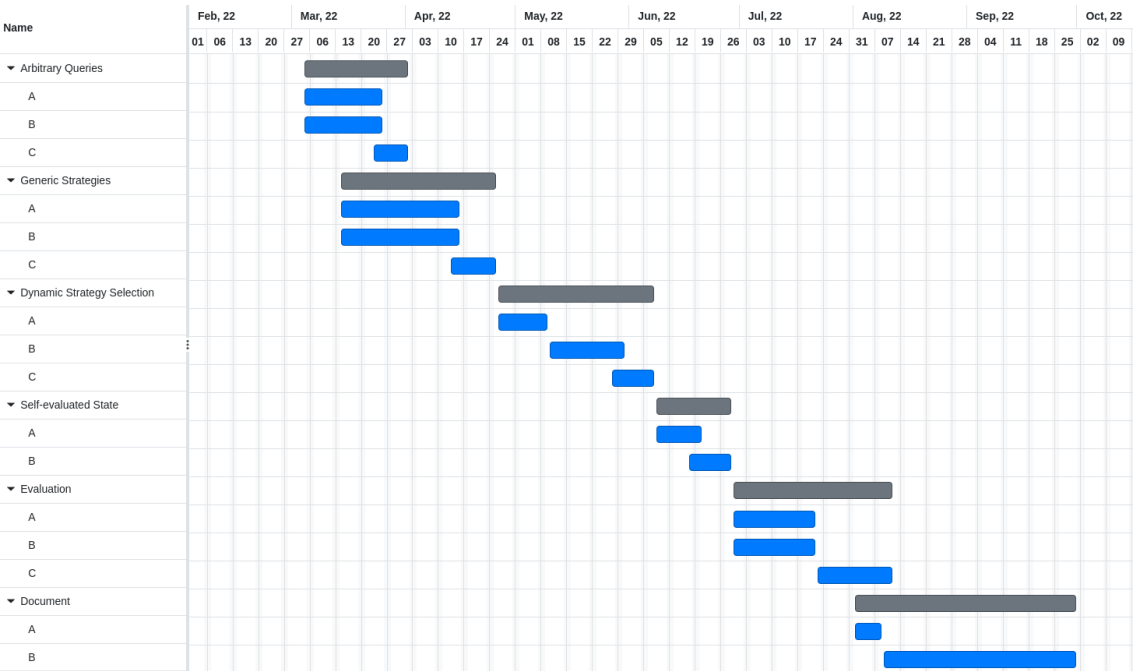 Name
Feb, 22 Mar, 22 Apr, 22 May, 22 Jun, 22 Jul, 22 Aug, 22 Sep, 22 Oct, 22
01 06 13 20 27 06 13 20 27 03 10 17 24 01 08 15 22 29 05 12 19 26 03 10 17 24 31 07 14 21 28 04 11 18 25 02 09
Arbitrary Queries
A
B
C
Generic Strategies
A
B
C
Dynamic Strategy Selection
A
B
C
Self-evaluated State
A
B
Evaluation
A
B
C
Document
A
B